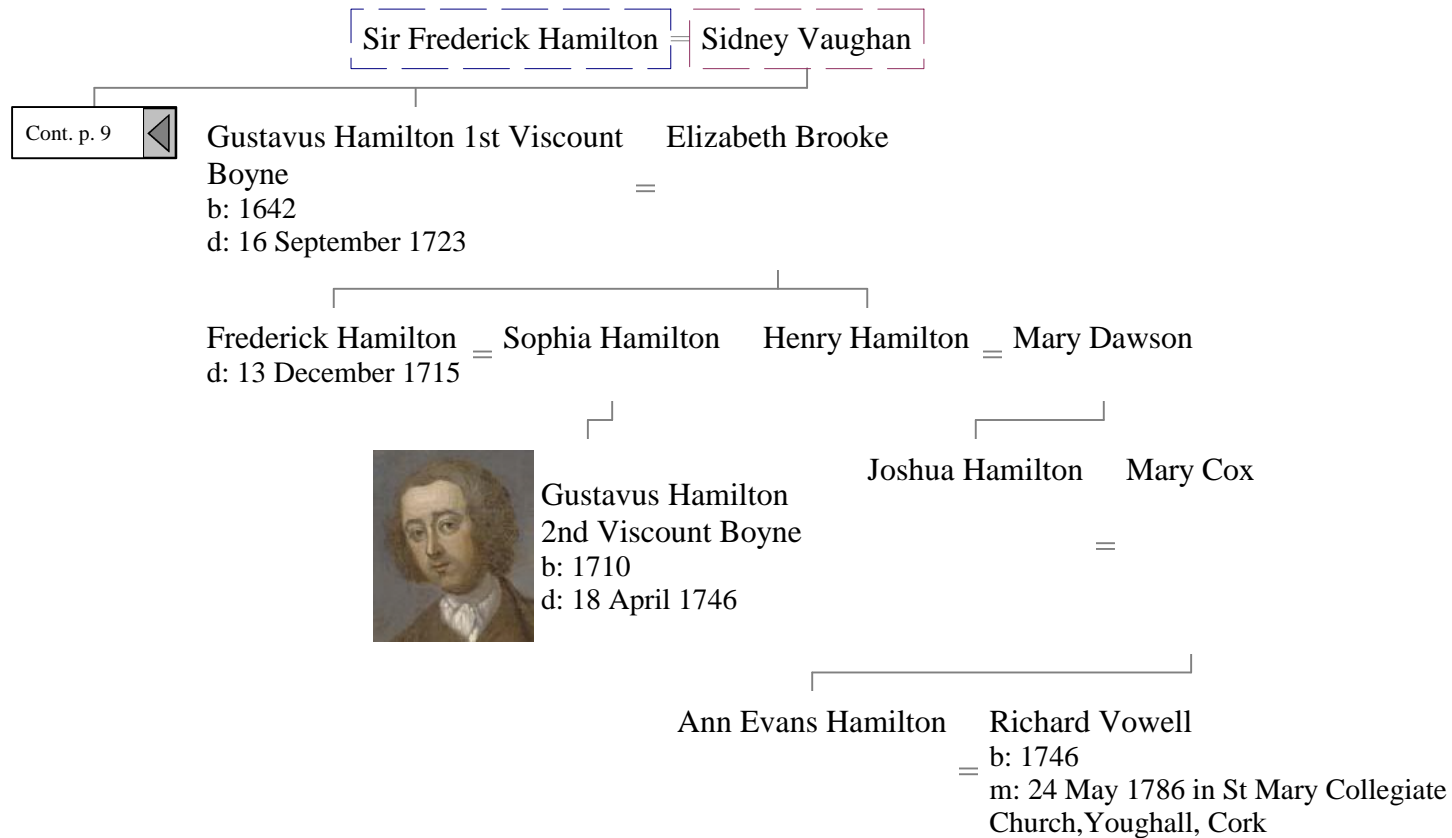 Sir Frederick Hamilton = Sidney Vaughan
Cont. p. 9
Gustavus Hamilton 1st Viscount
Boyne
b: 1642
d: 16 September 1723
=
Elizabeth Brooke
Frederick Hamilton
d: 13 December 1715
=
Sophia Hamilton
Henry Hamilton = Mary Dawson
Gustavus Hamilton
2nd Viscount Boyne
b: 1710
d: 18 April 1746
Joshua Hamilton
=
Mary Cox
Ann Evans Hamilton
=
Richard Vowell
b: 1746
m: 24 May 1786 in St Mary Collegiate
Church,Youghall, Cork